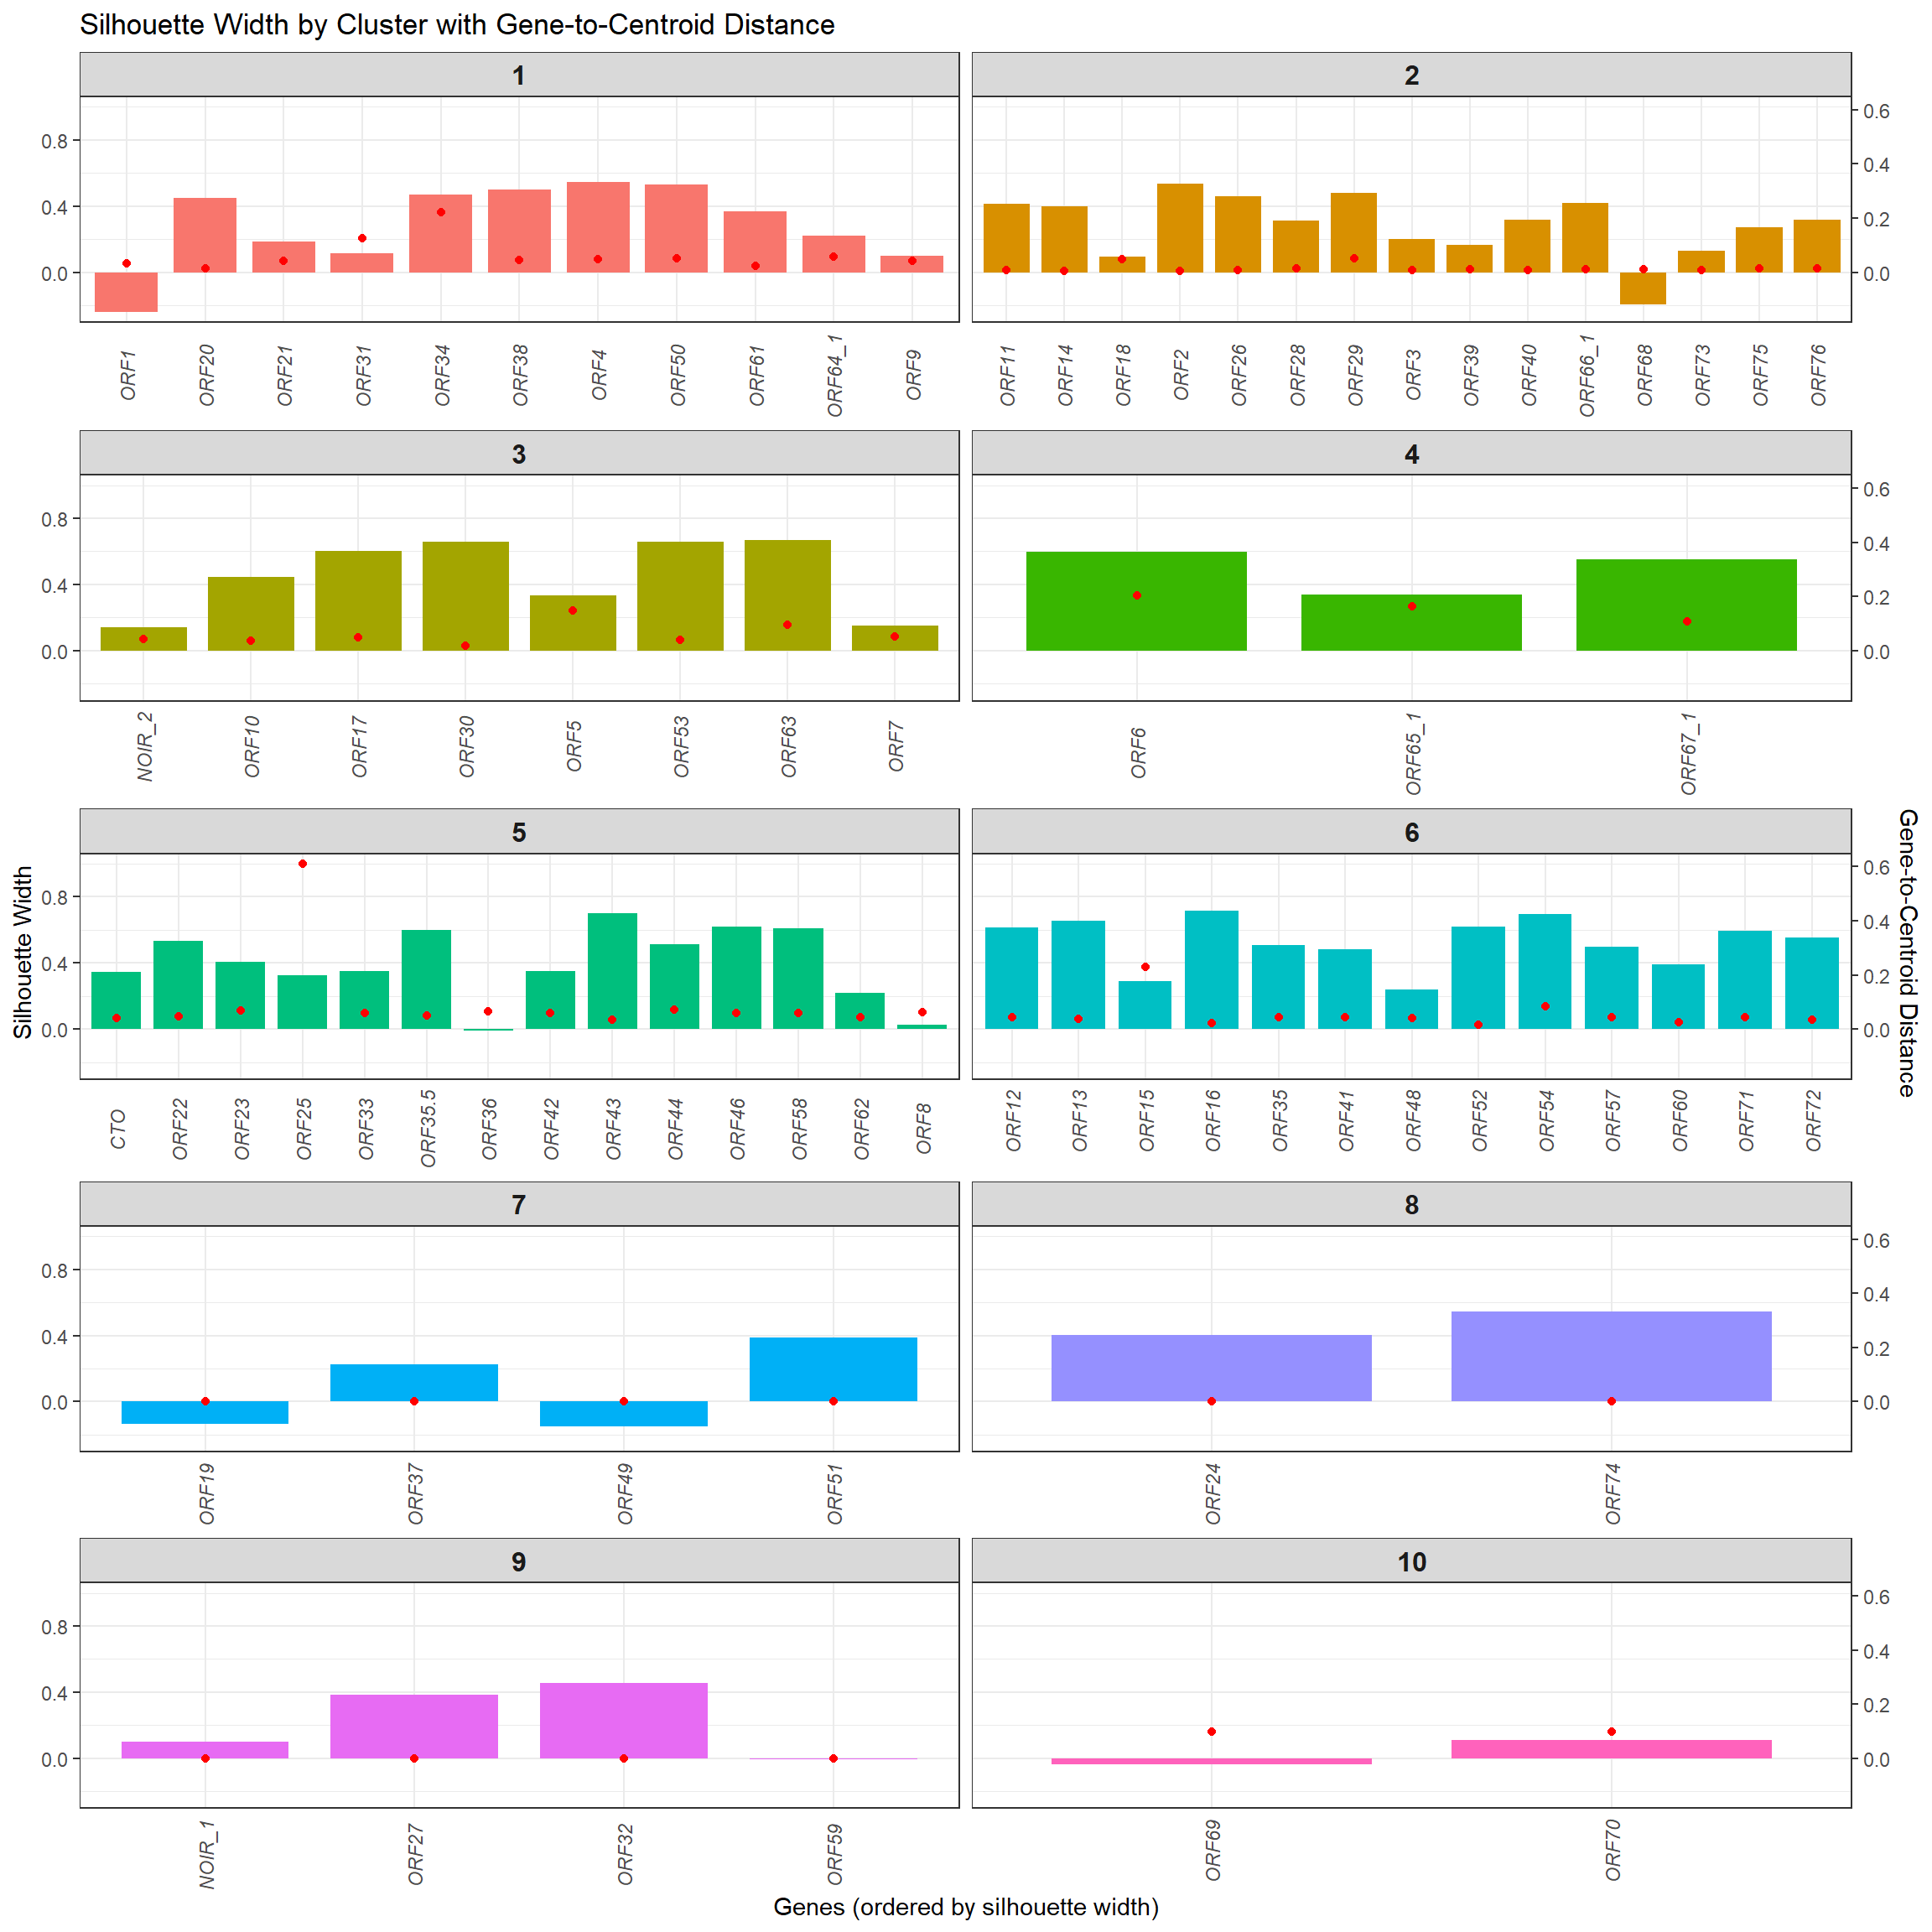 Silhouette Width by Cluster with Gene-to-Centroid Distance
1
2
0.8
0.4
0.0
0.6
0.4
0.2
0.0
ORF1
ORF20
ORF21
ORF31
ORF34
ORF38
ORF4
ORF50
ORF61
ORF64_1
ORF9
ORF11
ORF14
ORF18
ORF2
ORF26
ORF28
ORF29
ORF3
ORF39
ORF40
ORF66_1
ORF68
ORF73
ORF75
ORF76
3
4
0.8
0.4
0.0
0.6
0.4
0.2
0.0
NOIR_2
ORF10
ORF17
ORF30
ORF5
ORF53
ORF63
ORF7
ORF6
ORF65_1
ORF67_1
5
6
Silhouette Width
0.8
0.4
0.0
0.6
0.4
0.2
0.0
Gene-to-Centroid Distance
CTO
ORF22
ORF23
ORF25
ORF33
ORF35.5
ORF36
ORF42
ORF43
ORF44
ORF46
ORF58
ORF62
ORF8
ORF12
ORF13
ORF15
ORF16
ORF35
ORF41
ORF48
ORF52
ORF54
ORF57
ORF60
ORF71
ORF72
7
8
0.8
0.4
0.0
0.6
0.4
0.2
0.0
ORF19
ORF37
ORF49
ORF51
ORF24
ORF74
9
10
0.8
0.4
0.0
0.6
0.4
0.2
0.0
NOIR_1
ORF27
ORF32
ORF59
ORF69
ORF70
Genes (ordered by silhouette width)